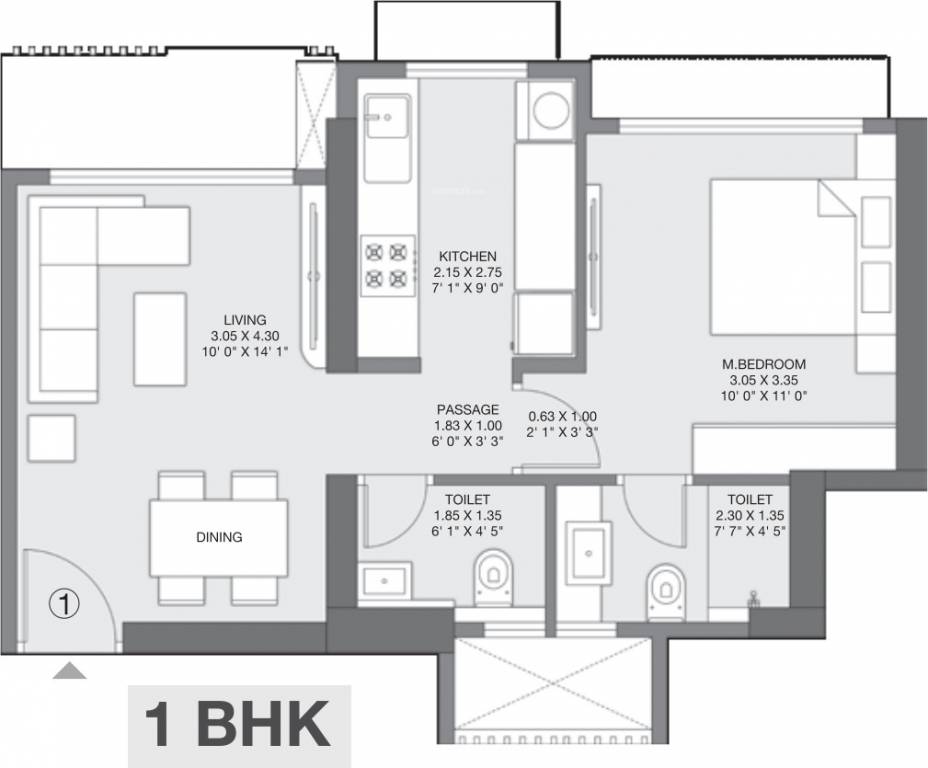 KITCHEN
2.15 X 2.75
7' 1" X 9' 0"
LIVING
3.05 X 4.30
10' 0" X 14' 1"
M.BEDROOM
3.05 X 3.35
10' 0" X 11' 0"
PASSAGE
1.83 X 1.00
6' 0" X 3' 3"
0.63 X 1.00
2' 1" X 3' 3"
TOILET
1.85 X 1.35
6' 1" X 4' 5"
TOILET
2.30 X 1.35
7' 7" X 4' 5"
DINING
1
1 BHK